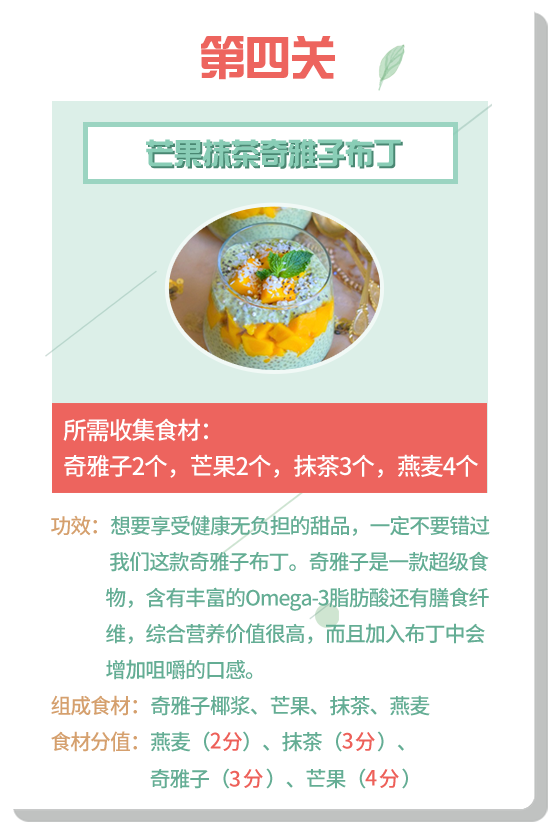 第四关
芒果抹茶奇雅子布丁
所需收集食材：
奇雅子2个，芒果2个，抹茶3个，燕麦4个
功效：想要享受健康无负担的甜品，一定不要错过
我们这款奇雅子布丁。奇雅子是一款超级食
物，含有丰富的Omega-3脂肪酸还有膳食纤
维，综合营养价值很高，而且加入布丁中会
增加咀嚼的口感。
组成食材：奇雅子椰浆、芒果、抹茶、燕麦
食材分值：燕麦（2分）、抹茶（3分）、
奇雅子（3分）、芒果（4分）